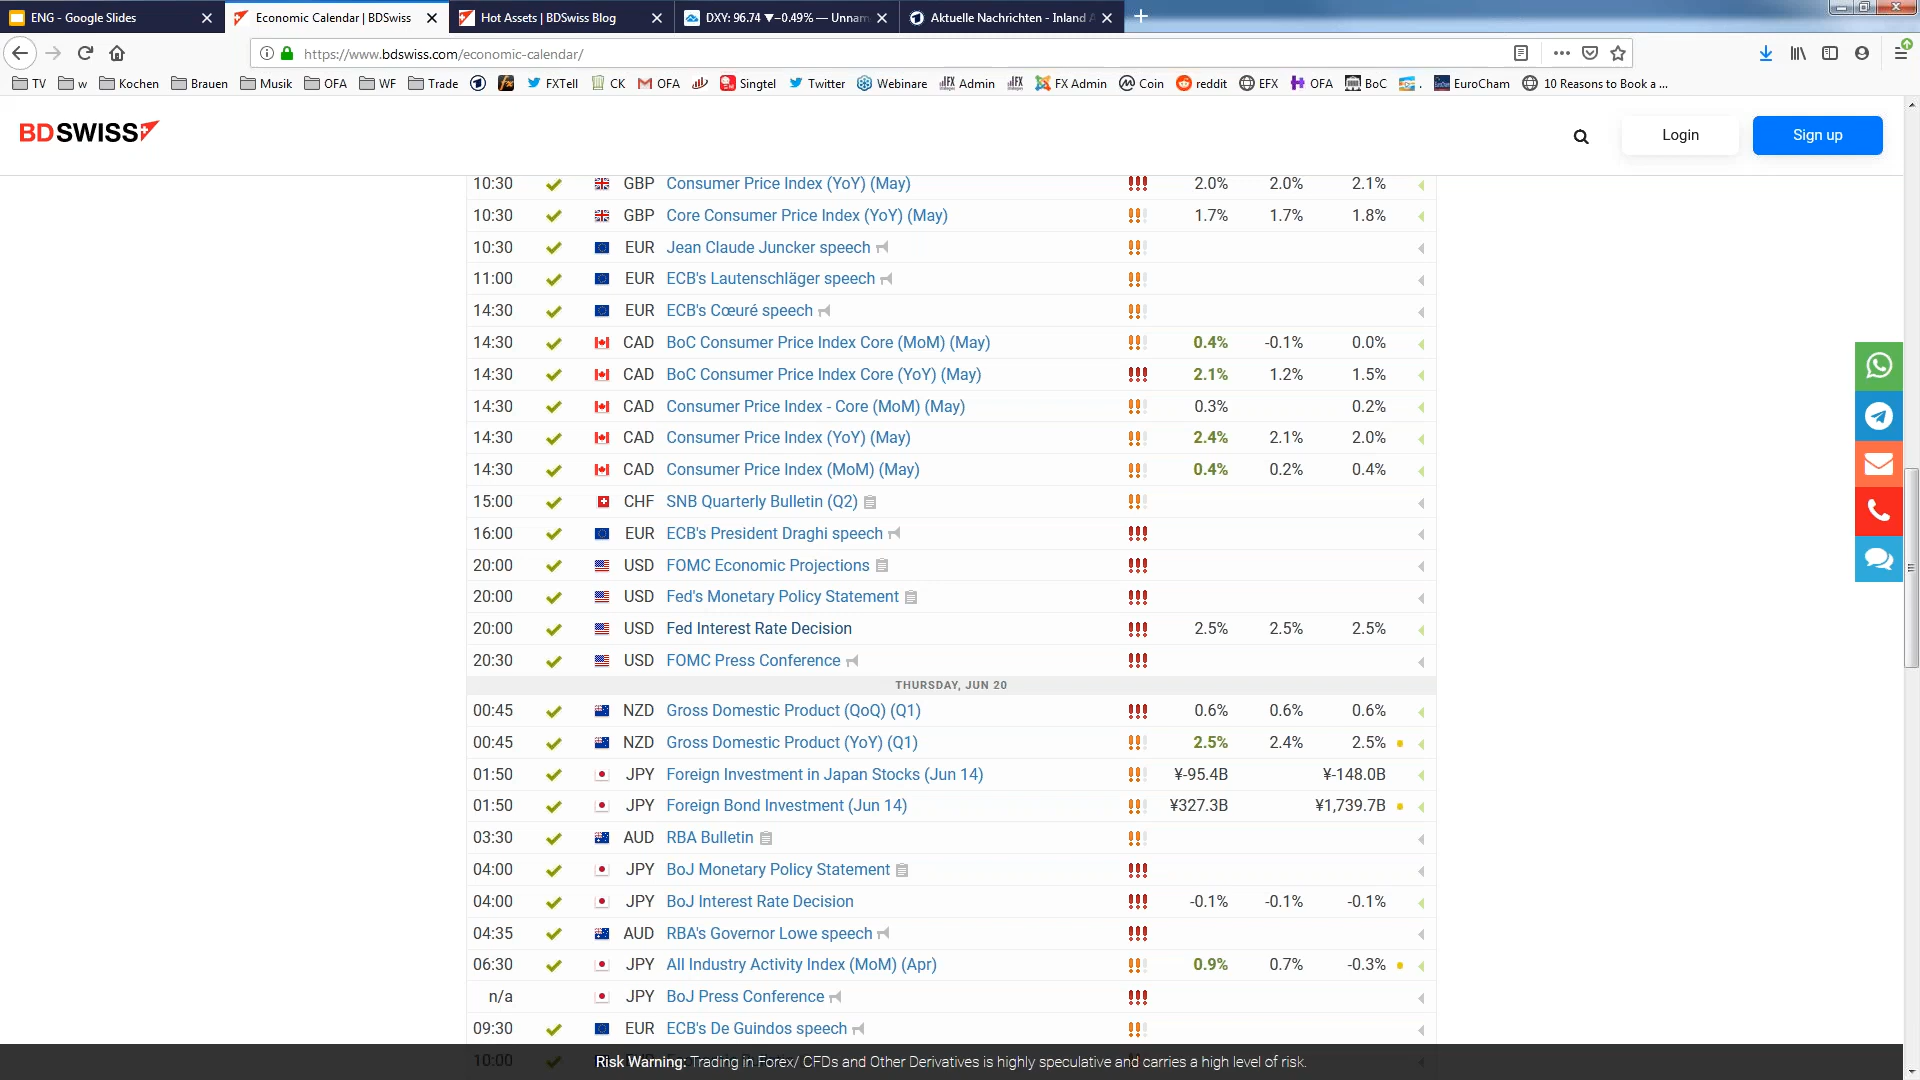 ENG - Google Slides
Economic Calendar | BDSwiss
Hot Assets | BDSwiss Blog
DXY: 96.74 ▼−0.49% — Unnam
Aktuelle Nachrichten - Inland A
https://www.bdswiss.com/economic-calendar/
TV w Kochen Brauen Musik OFA WF Trade FXTell CK OFA Singtel Twitter Webinare Admin FX Admin Coin reddit EFX OFA BoC . EuroCham 10 Reasons to Book a ...
BDSWISS
Login
Sign up
10:30 GBP Consumer Price Index (YoY) (May) 2.0% 2.0% 2.1%
10:30 GBP Core Consumer Price Index (YoY) (May) 1.7% 1.7% 1.8%
10:30 EUR Jean Claude Juncker speech
11:00 EUR ECB's Lautenschläger speech
14:30 EUR ECB's Cœuré speech
14:30 CAD BoC Consumer Price Index Core (MoM) (May) 0.4% -0.1% 0.0%
14:30 CAD BoC Consumer Price Index Core (YoY) (May) 2.1% 1.2% 1.5%
14:30 CAD Consumer Price Index - Core (MoM) (May) 0.3% 0.2%
14:30 CAD Consumer Price Index (YoY) (May) 2.4% 2.1% 2.0%
14:30 CAD Consumer Price Index (MoM) (May) 0.4% 0.2% 0.4%
15:00 CHF SNB Quarterly Bulletin (Q2)
16:00 EUR ECB's President Draghi speech
20:00 USD FOMC Economic Projections
20:00 USD Fed's Monetary Policy Statement
20:00 USD Fed Interest Rate Decision 2.5% 2.5% 2.5%
20:30 USD FOMC Press Conference
THURSDAY, JUN 20
00:45 NZD Gross Domestic Product (QoQ) (Q1) 0.6% 0.6% 0.6%
00:45 NZD Gross Domestic Product (YoY) (Q1) 2.5% 2.4% 2.5%
01:50 JPY Foreign Investment in Japan Stocks (Jun 14) ¥-95.4B ¥-148.0B
01:50 JPY Foreign Bond Investment (Jun 14) ¥327.3B ¥1,739.7B
03:30 AUD RBA Bulletin
04:00 JPY BoJ Monetary Policy Statement
04:00 JPY BoJ Interest Rate Decision -0.1% -0.1% -0.1%
04:35 AUD RBA's Governor Lowe speech
06:30 JPY All Industry Activity Index (MoM) (Apr) 0.9% 0.7% -0.3%
n/a JPY BoJ Press Conference
09:30 EUR ECB's De Guindos speech
10:00
Risk Warning: Trading in Forex/ CFDs and Other Derivatives is highly speculative and carries a high level of risk.